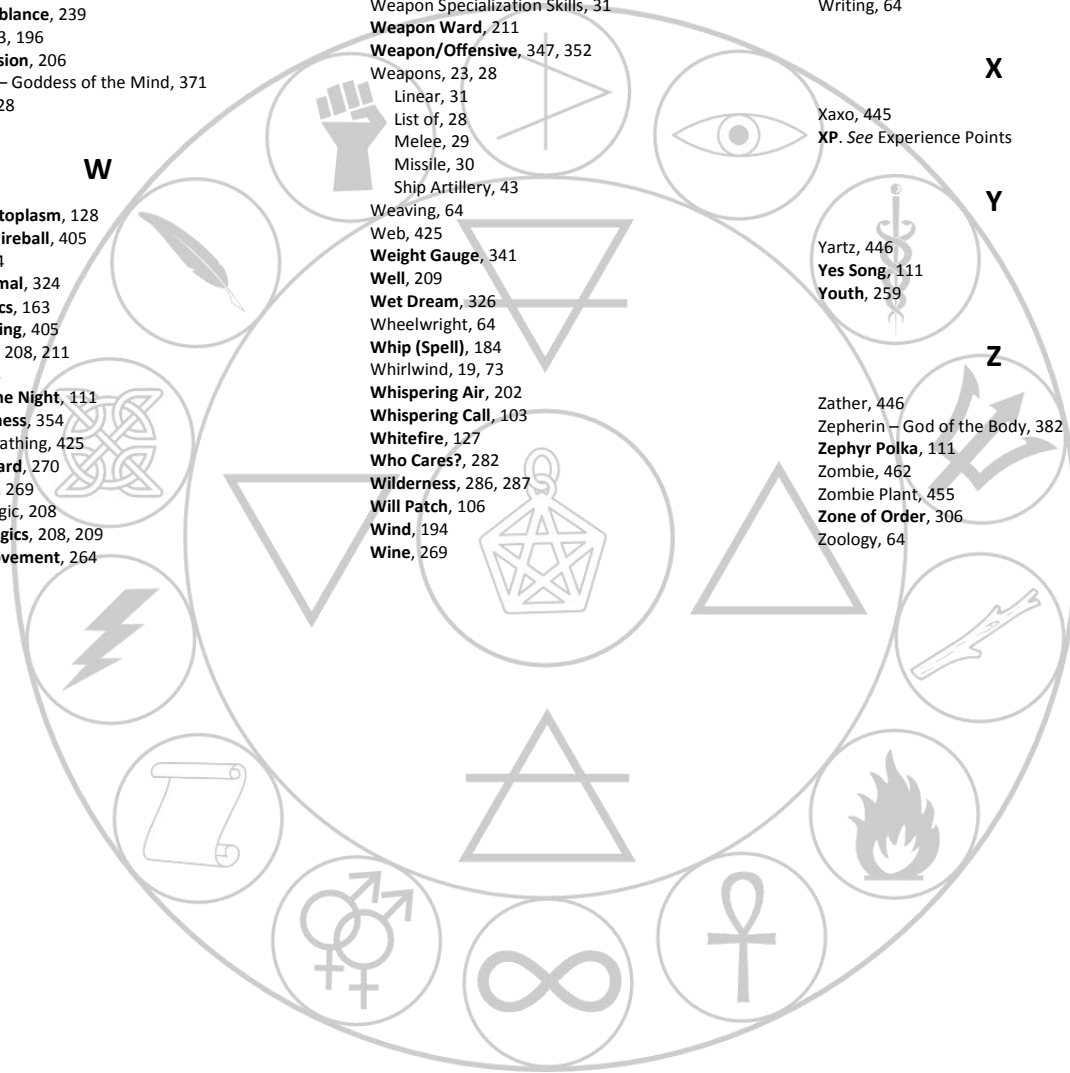 blance, 239
3, 196
sion, 206
– Goddess of the Mind, 371
28
W
toplasm, 128
ireball, 405
4
mal, 324
cs, 163
ing, 405
208, 211
he Night, 111
ness, 354
athing, 425
ard, 270
, 269
gic, 208
gics, 208, 209
ovement, 264
Weapon Specialization Skills, 31
Weapon Ward, 211
Weapon/Offensive, 347, 352
Weapons, 23, 28
Linear, 31
List of, 28
Melee, 29
Missile, 30
Ship Artillery, 43
Weaving, 64
Web, 425
Weight Gauge, 341
Well, 209
Wet Dream, 326
Wheelwright, 64
Whip (Spell), 184
Whirlwind, 19, 73
Whispering Air, 202
Whispering Call, 103
Whitefire, 127
Who Cares?, 282
Wilderness, 286, 287
Will Patch, 106
Wind, 194
Wine, 269
Writing, 64
X
Xaxo, 445
XP. See Experience Points
Y
Yartz, 446
Yes Song, 111
Youth, 259
Z
Zather, 446
Zepherin – God of the Body, 382
Zephyr Polka, 111
Zombie, 462
Zombie Plant, 455
Zone of Order, 306
Zoology, 64